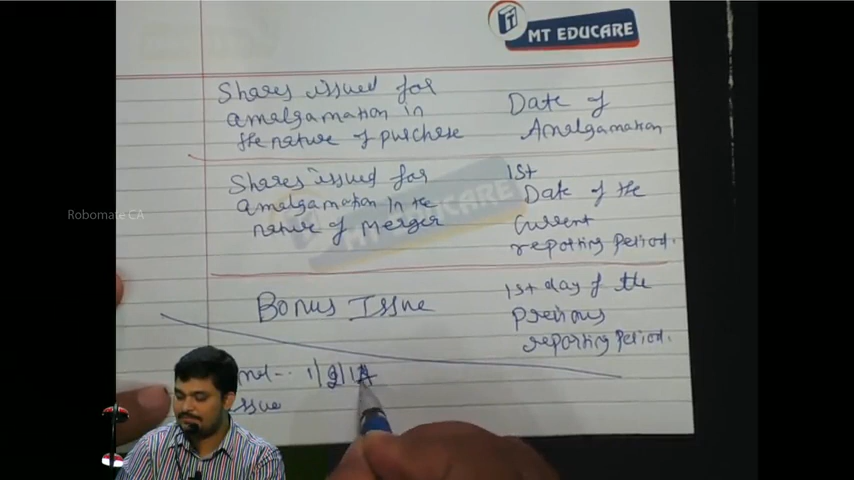 MT EDUCARE
Shares issued for
amalgamation in
the nature of purchase
Date of
Amalgamation
Shares issued for
amalgamation in the
nature of Merger
1st
Date of the
Current
reporting Period.
MT EDUCARE
Bonus Issue
1st day of the
previous
reporting Period.
Robomate CA